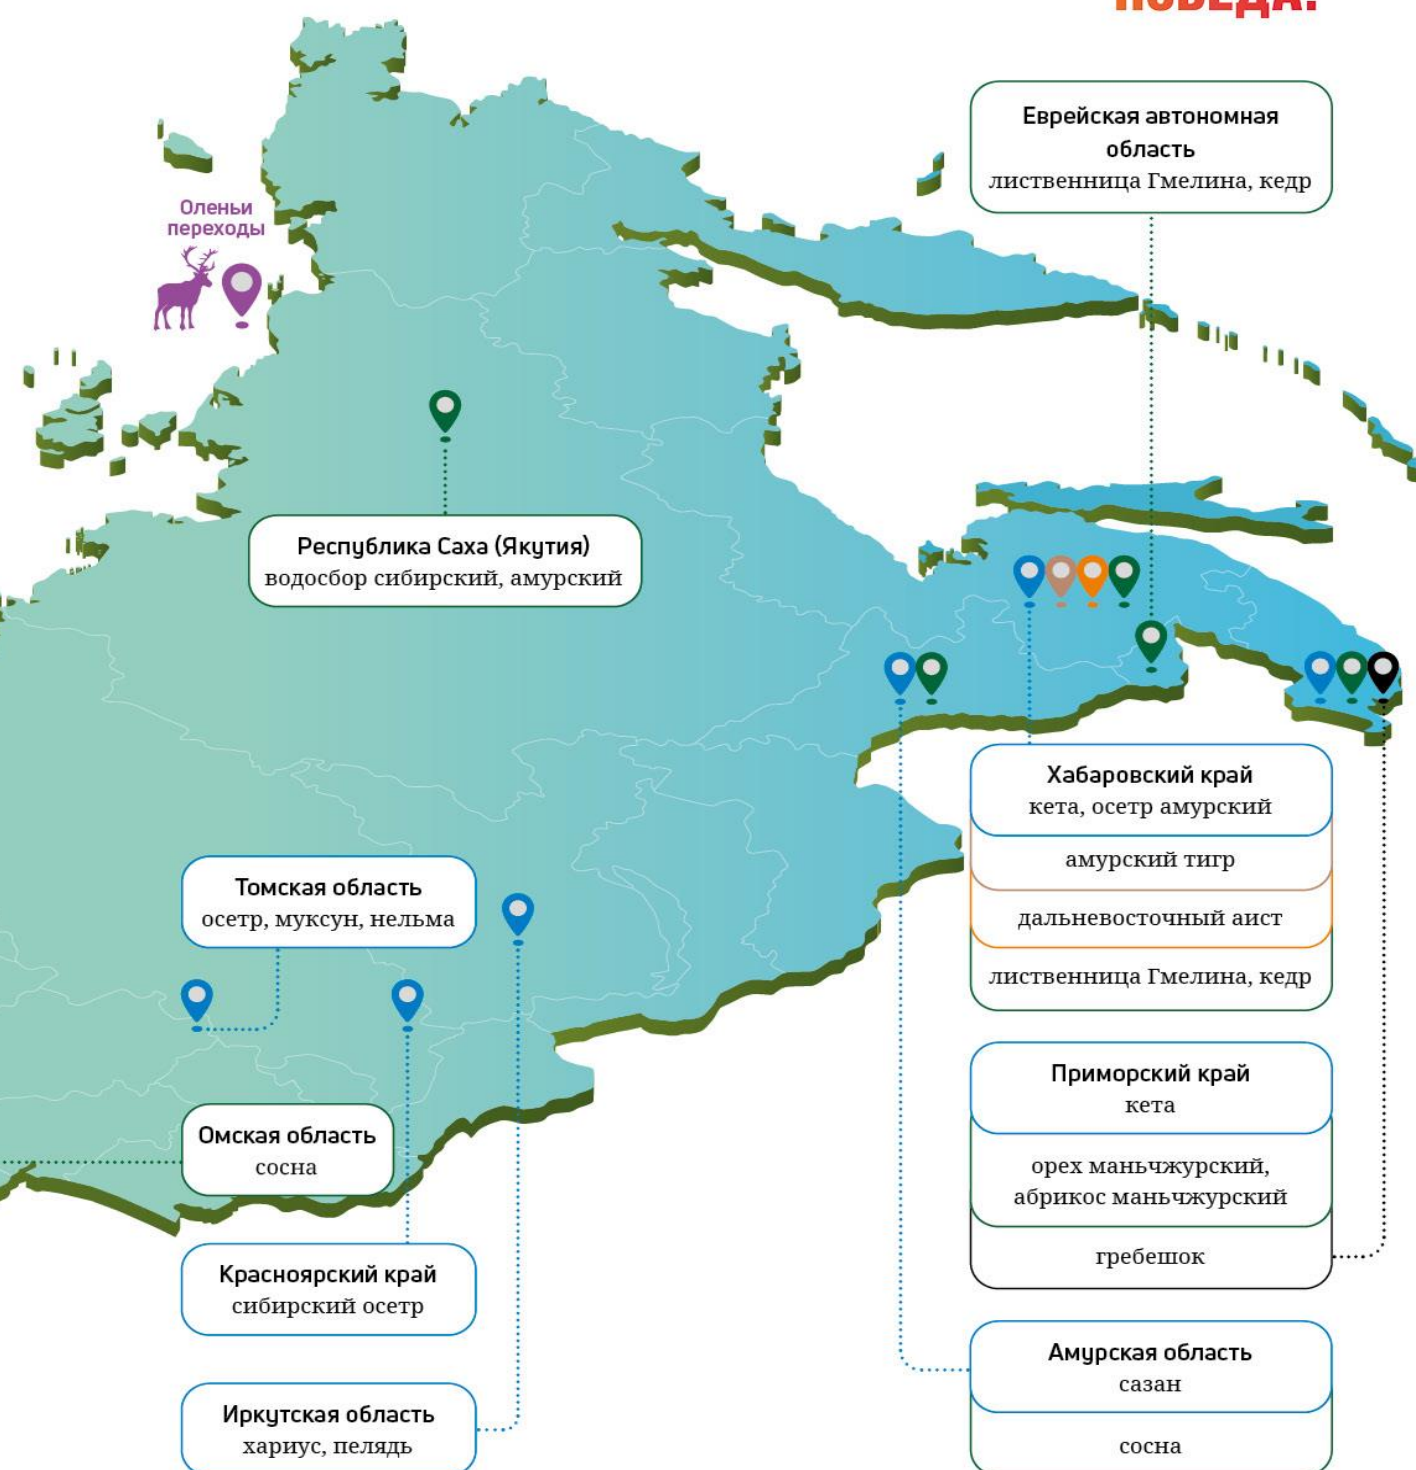 ПОБЕДА!
Еврейская автономная
область
лиственница Гмелина, кедр
Оленьи
переходы
Республика Саха (Якутия)
водосбор сибирский, амурский
Томская область
осетр, муксун, нельма
Омская область
сосна
Красноярский край
сибирский осетр
Иркутская область
хариус, пелядь
Хабаровский край
кета, осетр амурский
амурский тигр
дальневосточный аист
лиственница Гмелина, кедр
Приморский край
кета
орех маньчжурский,
абрикос маньчжурский
гребешок
Амурская область
сазан
сосна